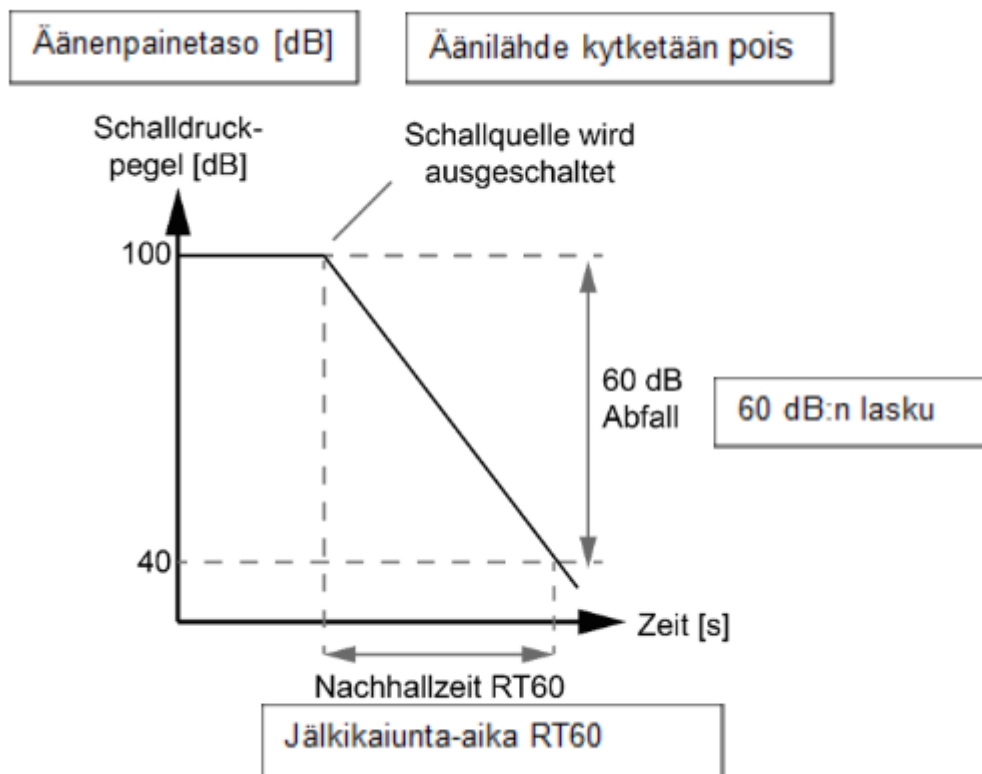 Äänenpainetaso [dB]
Äänilähde kytketään pois
Schalldruck-
pegel [dB]
Schallquelle wird
ausgeschaltet
100
60 dB
Abfall
60 dB:n lasku
40
Zeit [s]
Nachhallzeit RT60
Jälkikaiunta-aika RT60